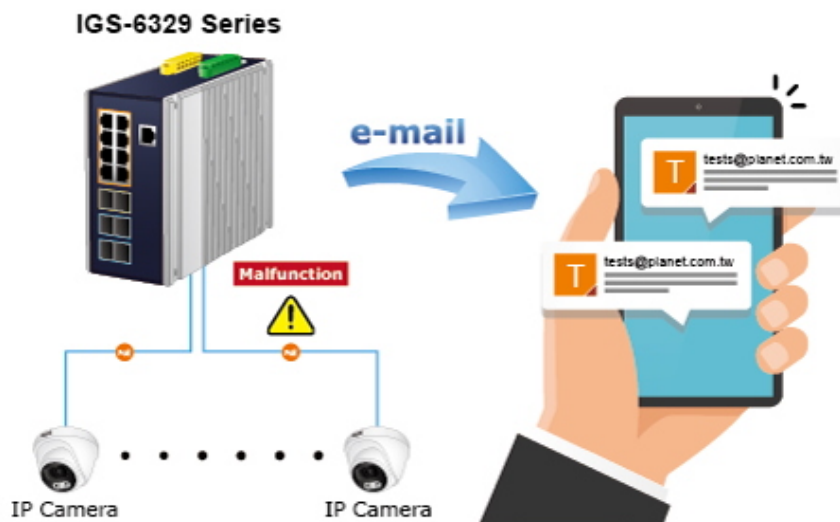 IGS-6329 Series
e-mail
T
tests@planet.com.tw
T
tests@planet.com.tw
Malfunction
IP Camera
IP Camera